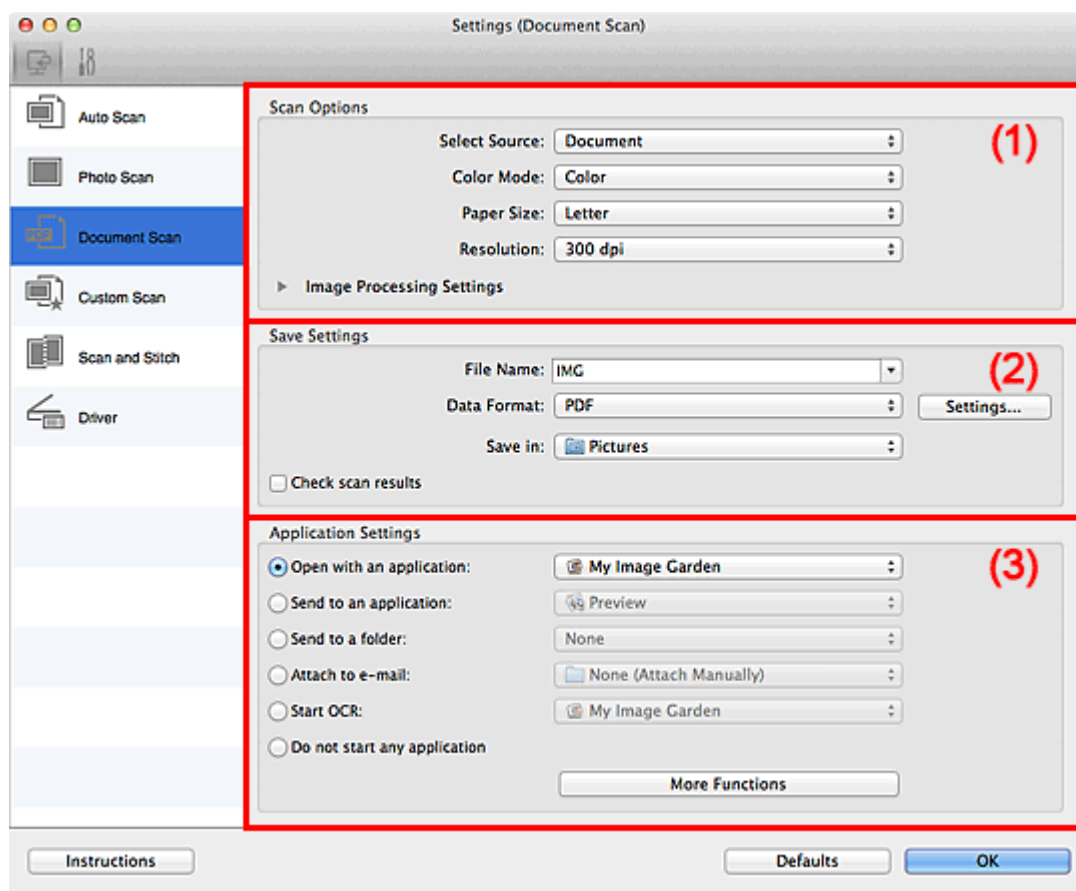 Settings (Document Scan)
Auto Scan
Photo Scan
PDF
Document Scan
Custom Scan
Scan and Stitch
Driver
Scan Options
(1)
Select Source: Document
Color Mode: Color
Paper Size: Letter
Resolution: 300 dpi
Image Processing Settings
Save Settings
(2)
File Name: IMG
Data Format: PDF Settings...
Save in: Pictures
Check scan results
Application Settings
(3)
Open with an application: My Image Garden
Send to an application: Preview
Send to a folder: None
Attach to e-mail: None (Attach Manually)
Start OCR: My Image Garden
Do not start any application
More Functions
Instructions Defaults OK